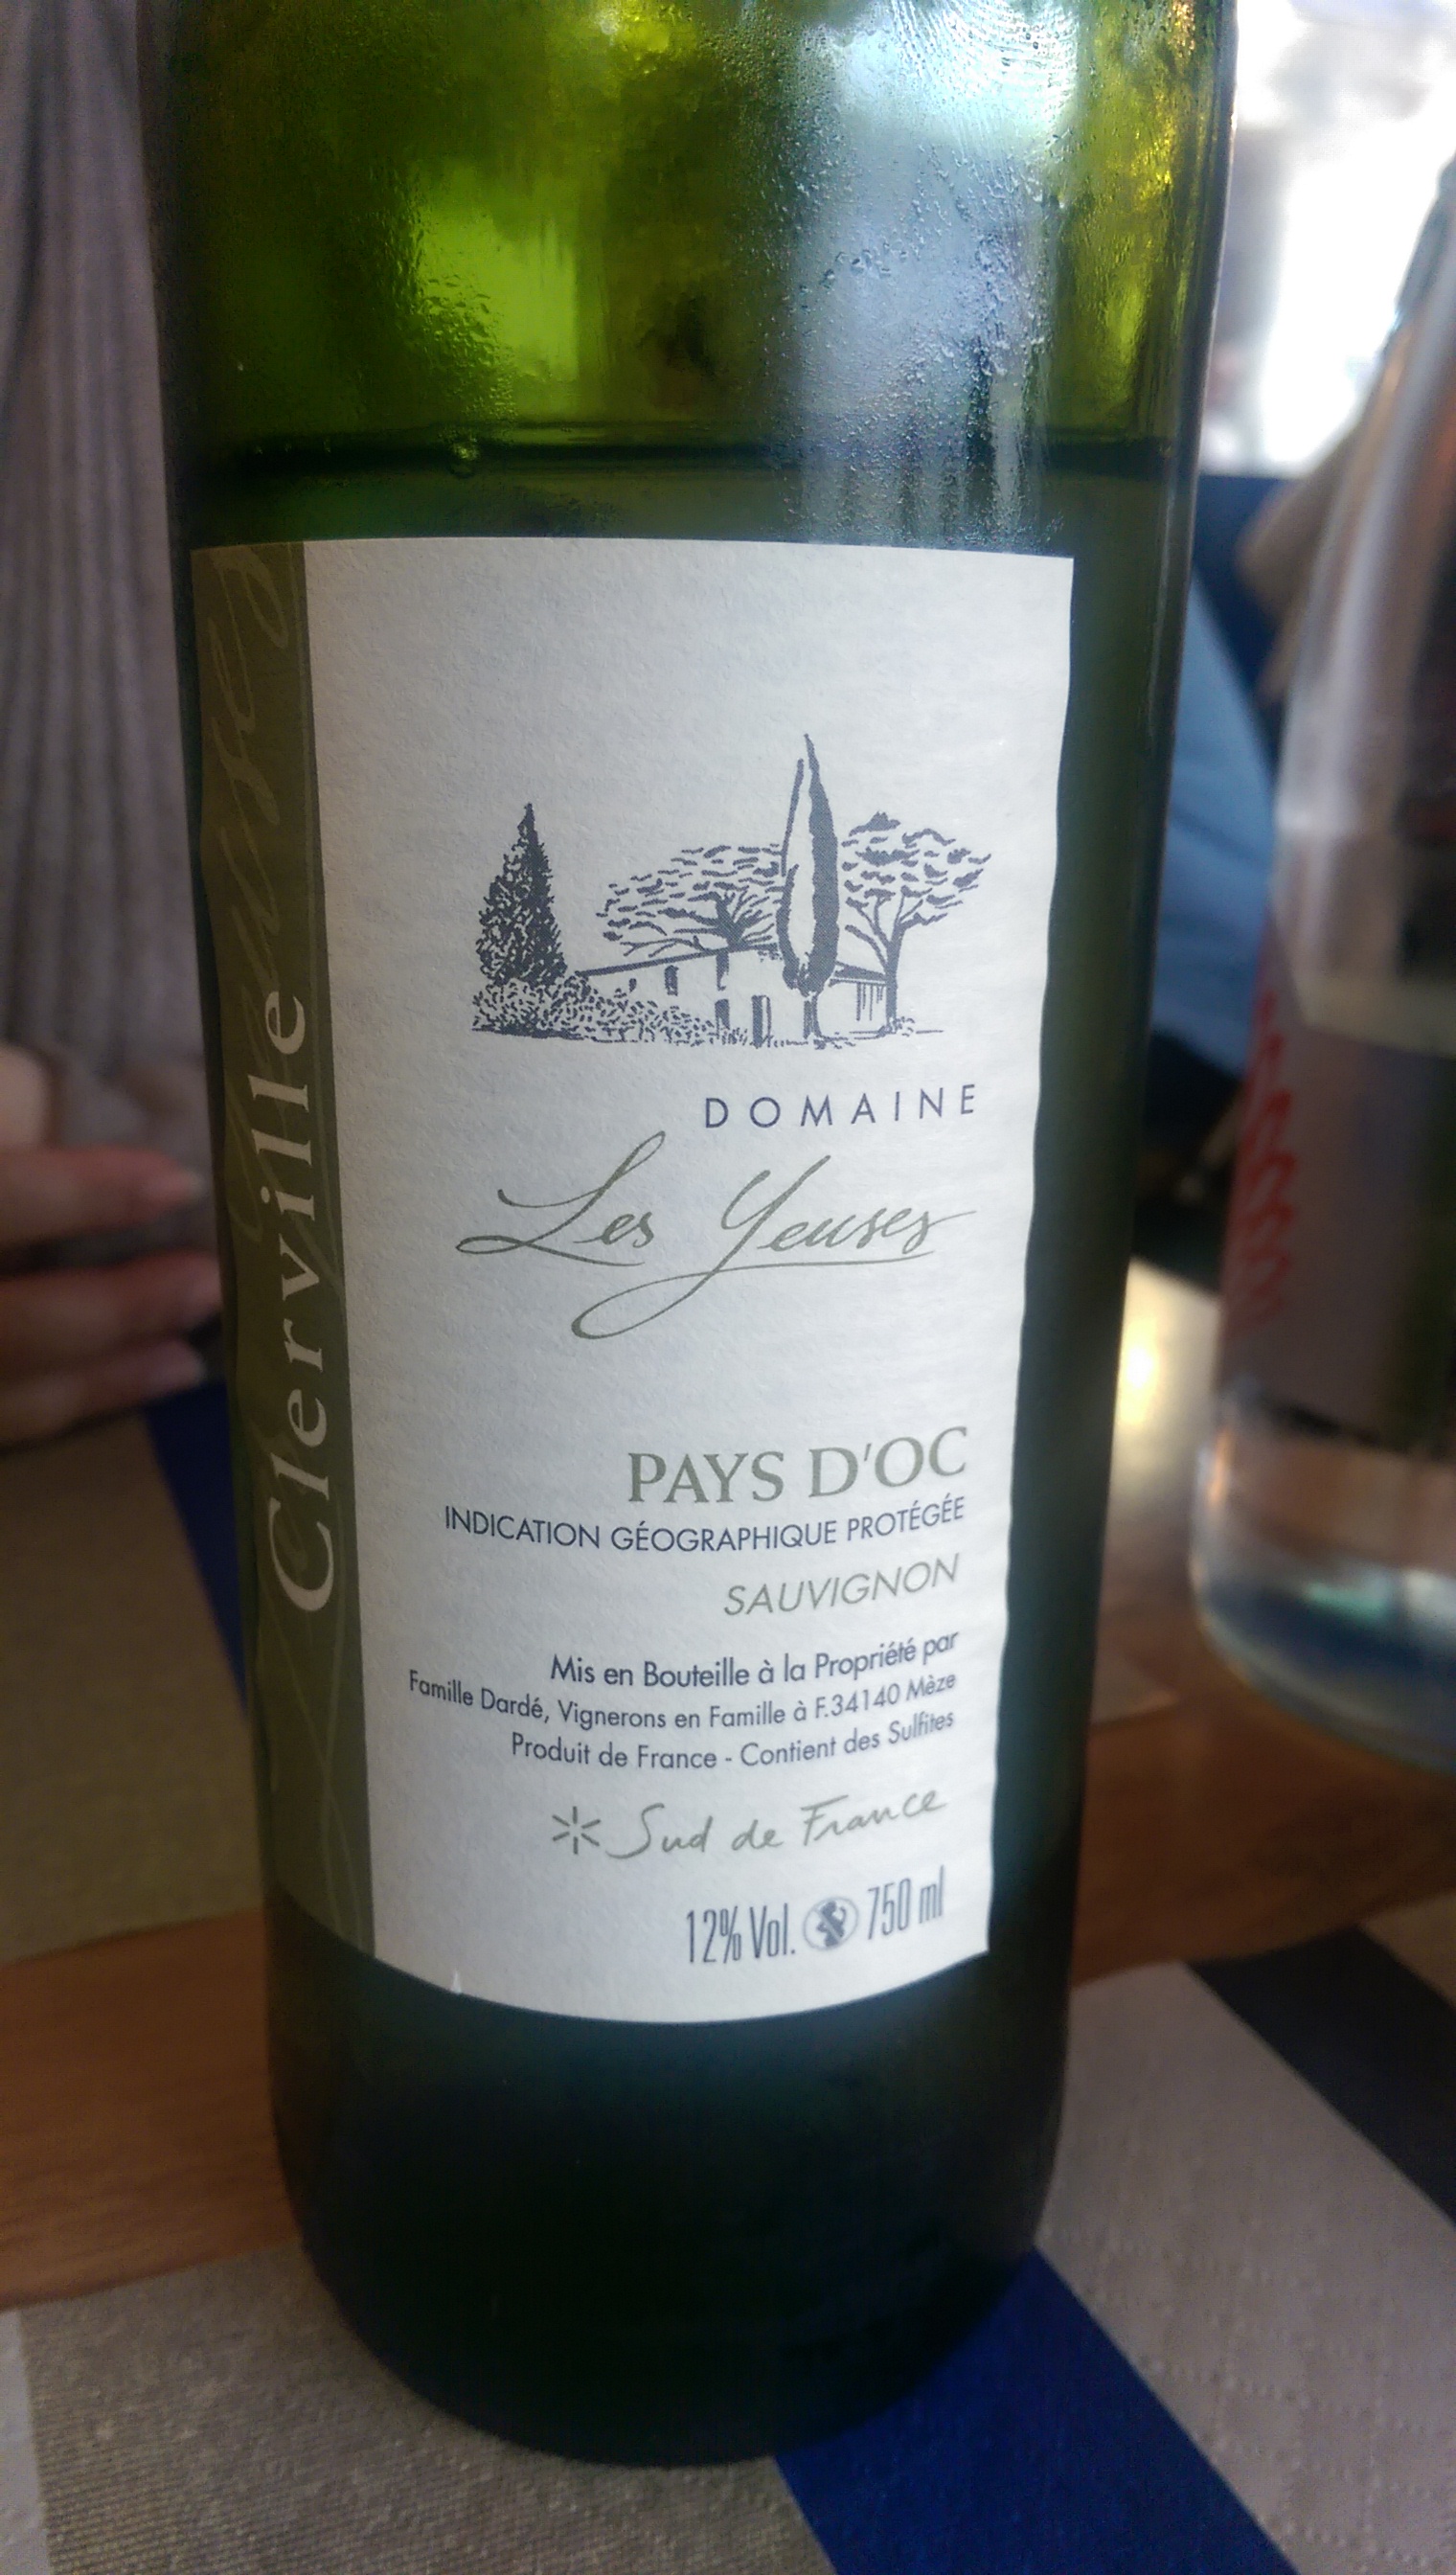 Clerville
DOMAINE
Les Yeuses
PAYS D'OC
INDICATION GÉOGRAPHIQUE PROTÉGÉE
SAUVIGNON
Mis en Bouteille à la Propriété par
Famille Dardé, Vignerons en Famille à F.34140 Mèze
Produit de France - Contient des Sulfites
Sud de France
12% Vol. 750 ml